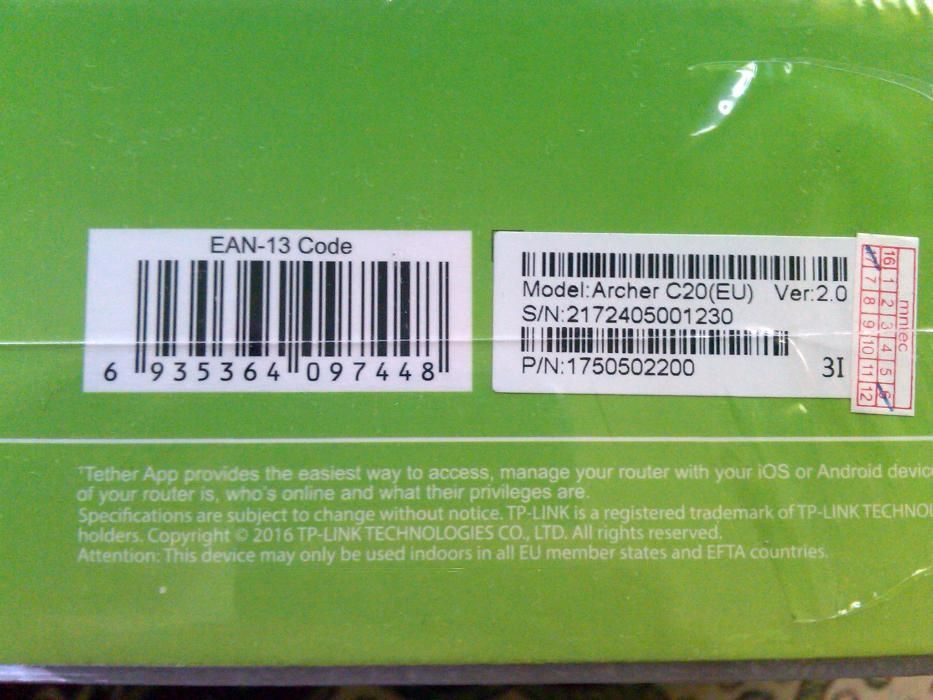 EAN-13 Code
6 935364 097448
Model:Archer C20(EU) Ver:2.0
S/N:2172405001230
P/N:1750502200 3I
16 1 2 3 4 5 6
7 8 9 10 11 12
†Tether App provides the easiest way to access, manage your router with your iOS or Android
of your router is, who's online and what their privileges are.
Specifications are subject to change without notice. TP-LINK is a registered trademark of TP-LINK
holders. Copyright © 2016 TP-LINK TECHNOLOGIES CO., LTD. All rights reserved.
Attention: This device may only be used indoors in all EU member states and EFTA countries.